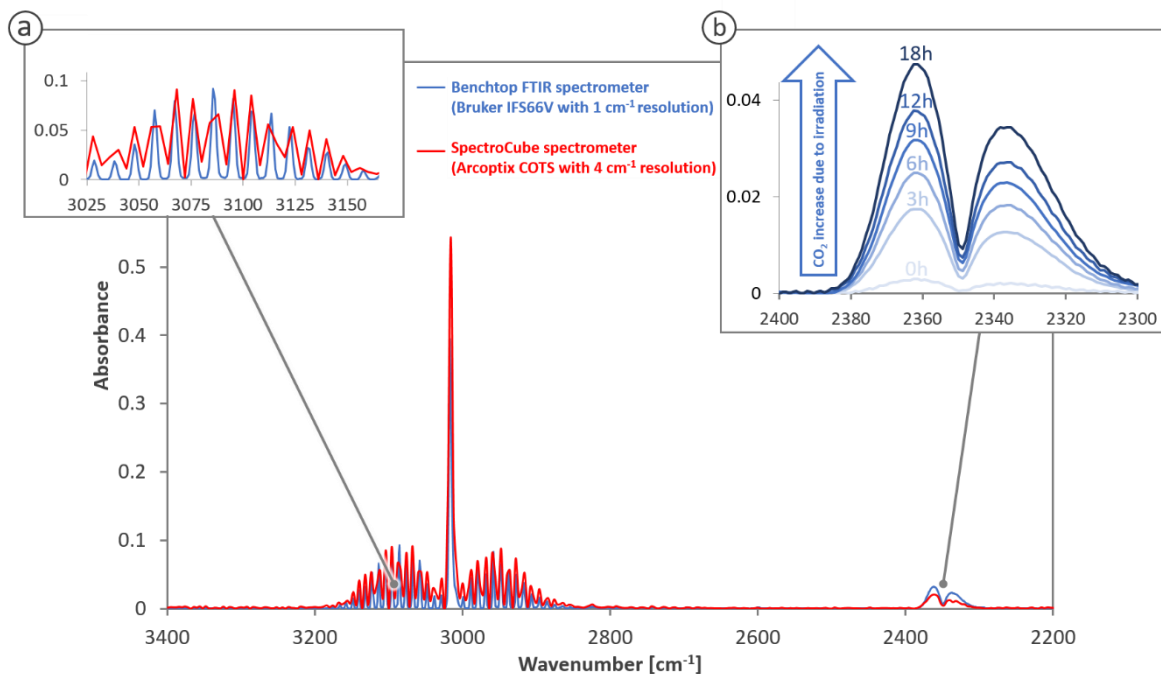 a
0.1
0.05
0
3025 3050 3075 3100 3125 3150
Benchtop FTIR spectrometer
(Bruker IFS66V with 1 cm⁻¹ resolution)
SpectroCube spectrometer
(Arcoptix COTS with 4 cm⁻¹ resolution)
b
CO₂ increase due to irradiation
18h
12h
9h
6h
3h
0h
0.04
0.02
0
2400 2380 2360 2340 2320 2300
Absorbance
0.5
0.4
0.3
0.2
0.1
0
3400 3200 3000 2800 2600 2400 2200
Wavenumber [cm⁻¹]